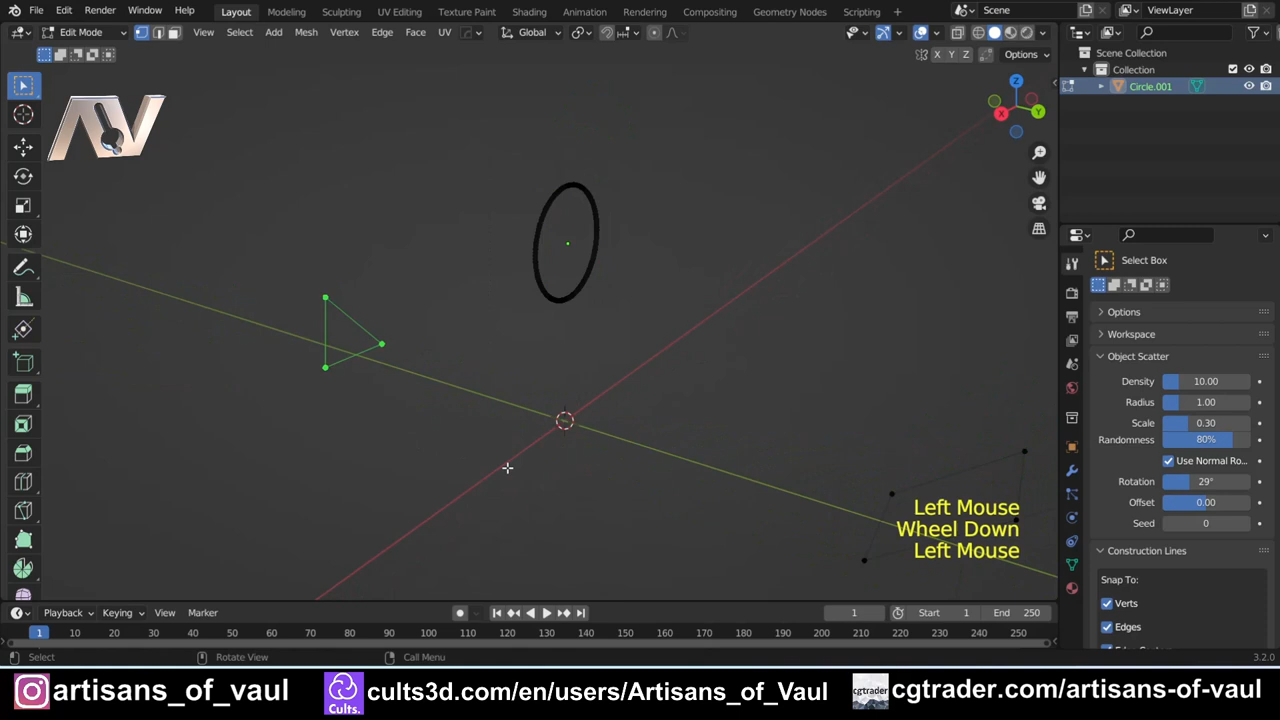 File Edit Render Window Help Layout Modeling Sculpting UV Editing Texture Paint Shading Animation Rendering Compositing Geometry Nodes Scripting + Scene ViewLayer
Edit Mode View Select Add Mesh Vertex Edge Face UV Global
X Y Z Options
Scene Collection
Collection
Circle.001
AV
Z
Y
X
Select Box
Options
Workspace
Object Scatter
Density 10.00
Radius 1.00
Scale 0.30
Randomness 80%
Use Normal Ro...
Rotation 29°
Offset 0.00
Seed 0
Construction Lines
Snap To:
Verts
Edges
Left Mouse
Wheel Down
Left Mouse
Playback Keying View Marker 1 Start 1 End 250
1 10 20 30 40 50 60 70 80 90 100 110 120 130 140 150 160 170 180 190 200 210 220 230 240 250
Select Rotate View Call Menu 3.2.0
artisans_of_vaul Cults. cults3d.com/en/users/Artisans_of_Vaul cgtrader.com/artisans-of-vaul